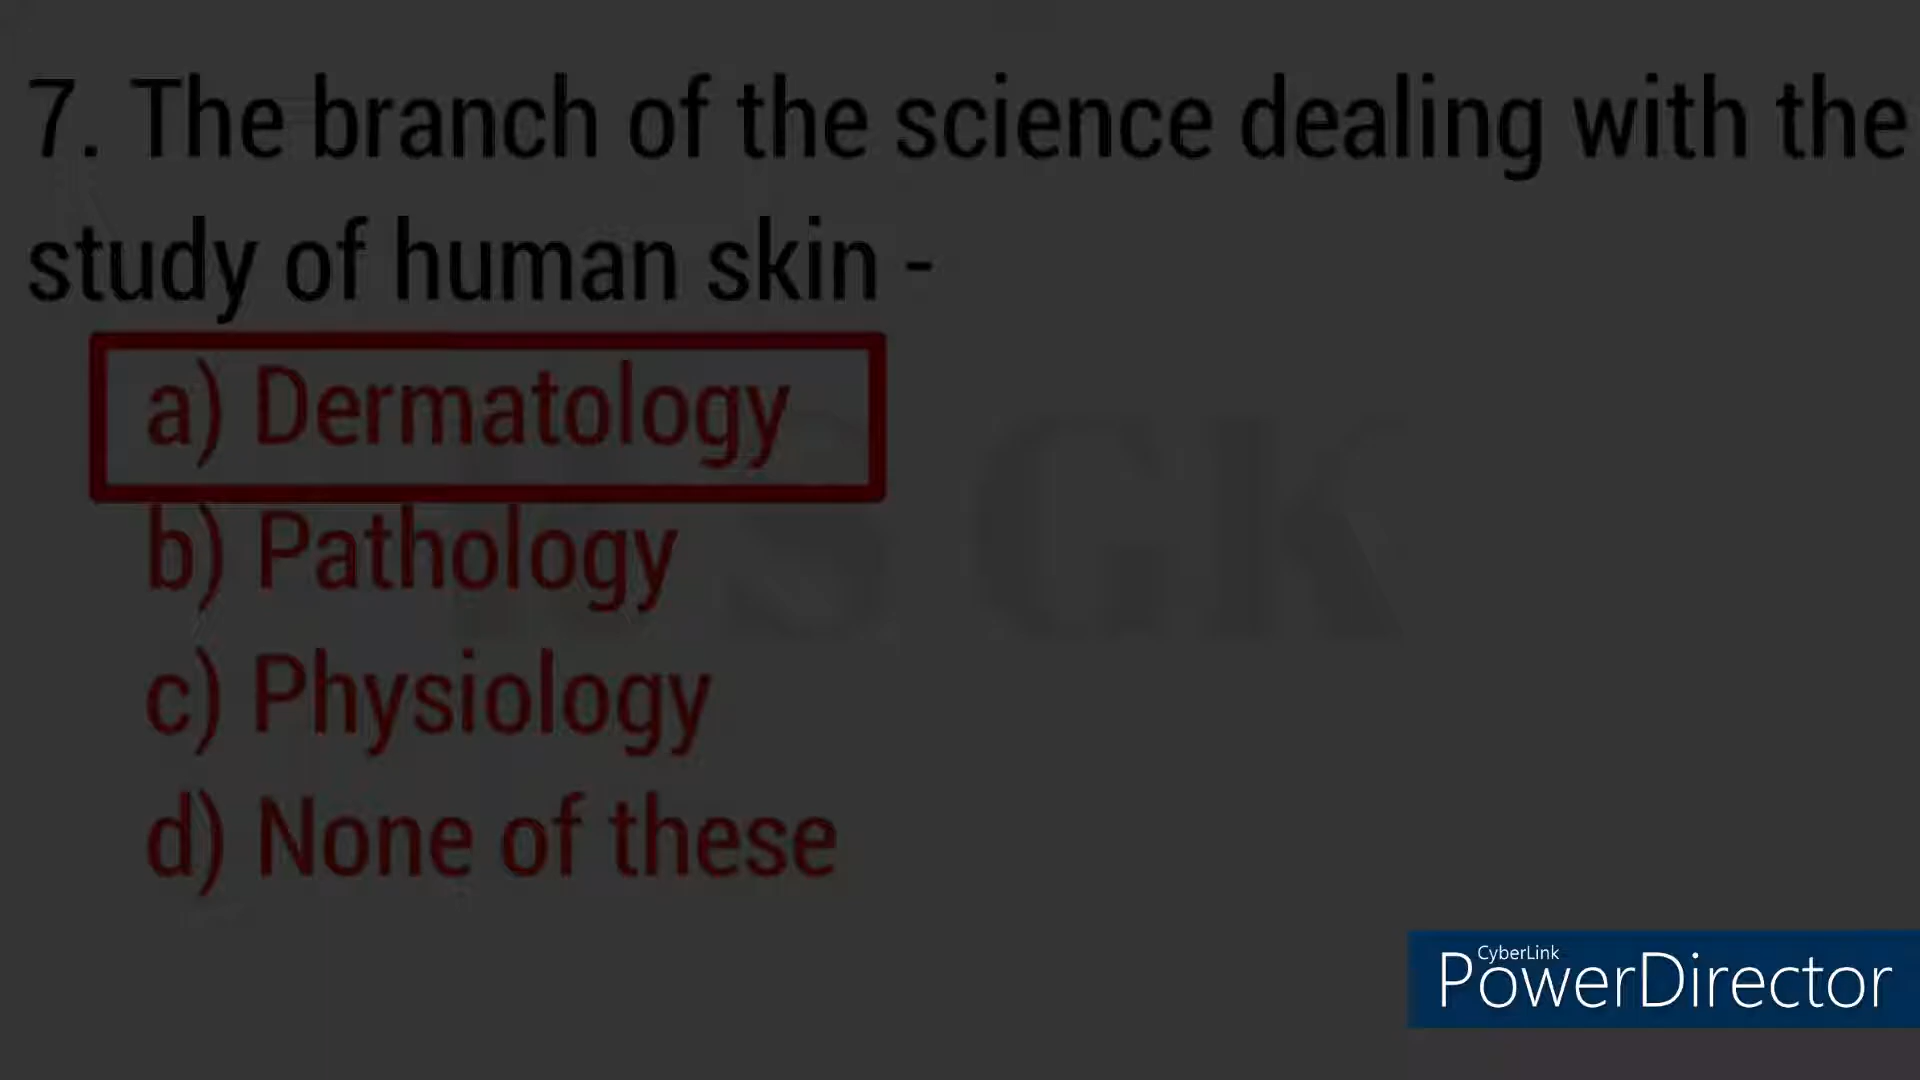 7. The branch of the science dealing with the
study of human skin -
a) Dermatology
b) Pathology
c) Physiology
d) None of these
S GK
CyberLink
PowerDirector